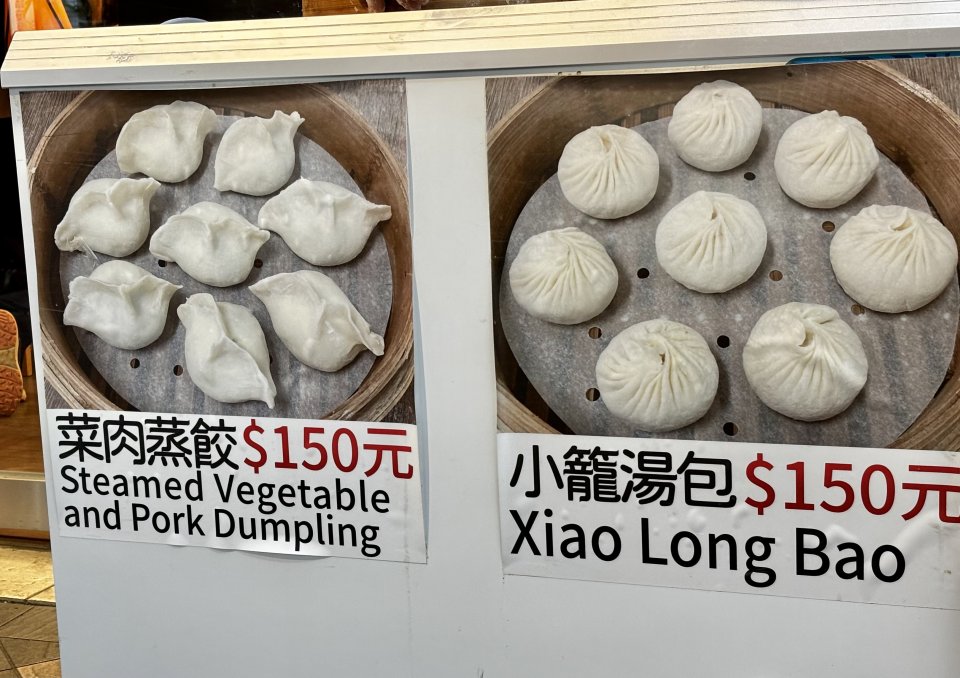 菜肉蒸餃$150元
Steamed Vegetable
and Pork Dumpling
小籠湯包$150元
Xiao Long Bao